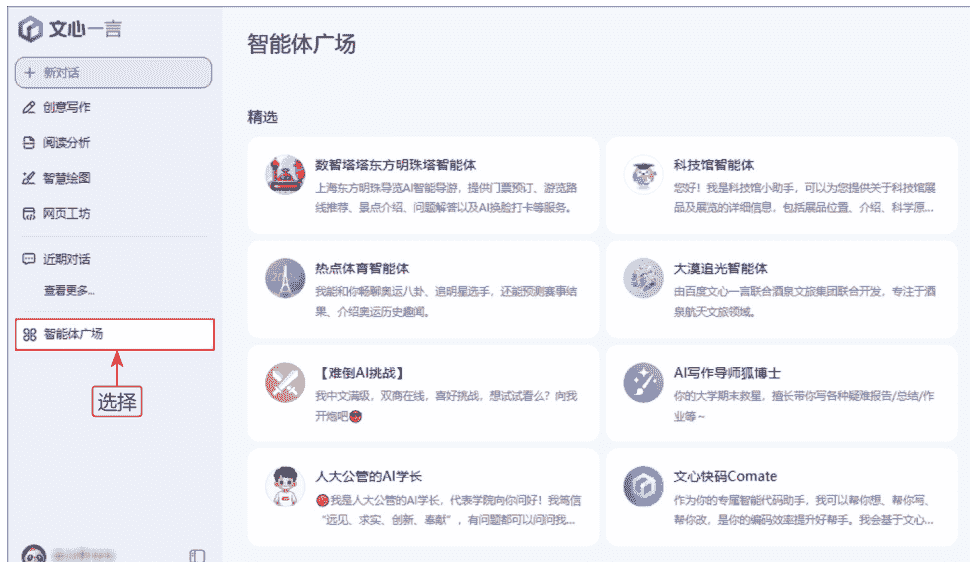 文心一言
新对话
创意写作
阅读分析
智慧绘图
网页工坊
近期对话
查看更多...
智能体广场
选择
智能体广场
精选
数智塔塔东方明珠塔智能体
上海东方明珠导览AI智能导游，提供门票预订、游览路
线推荐、景点介绍、问题解答以及AI换脸打卡等服务。
科技馆智能体
您好！我是科技馆小助手，可以为您提供关于科技馆展
品及展览的详细信息，包括展品位置、介绍、科学原...
热点体育智能体
我能和你畅聊奥运八卦、追明星选手，还能预测赛事结
果、介绍奥运历史趣闻。
大漠追光智能体
由百度文心一言联合酒泉文旅集团联合开发，专注于酒
泉航天文旅领域。
【难倒AI挑战】
我中文满级，双商在线，喜好挑战，想试试看么？向我
开炮吧
AI写作导师狐博士
你的大学期末救星，擅长带你写各种疑难报告/总结/作
业等～
人大公管的AI学长
我是人大公管的AI学长，代表学院向你问好！我笃信
“远见、求实、创新、奉献”，有问题都可以问问我...
文心快码Comate
作为你的专属智能代码助手，我可以帮你想、帮你写、
帮你改，是你的编码效率提升好帮手。我会基于文心...